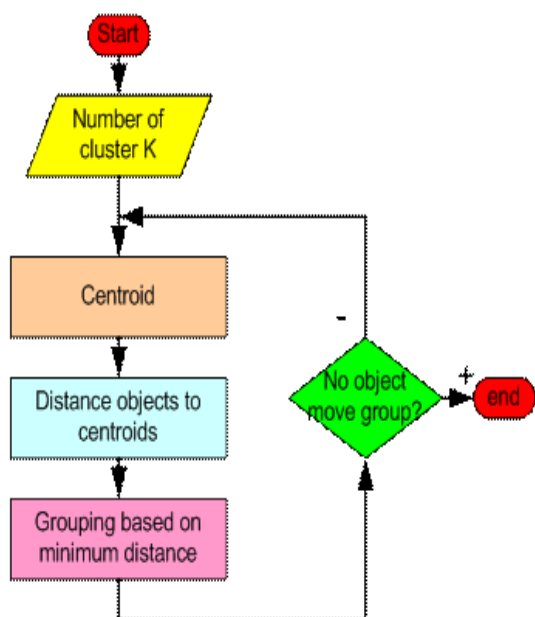 Start
Number of
cluster K
Centroid
Distance objects to
centroids
Grouping based on
minimum distance
-
No object
move group?
+
end